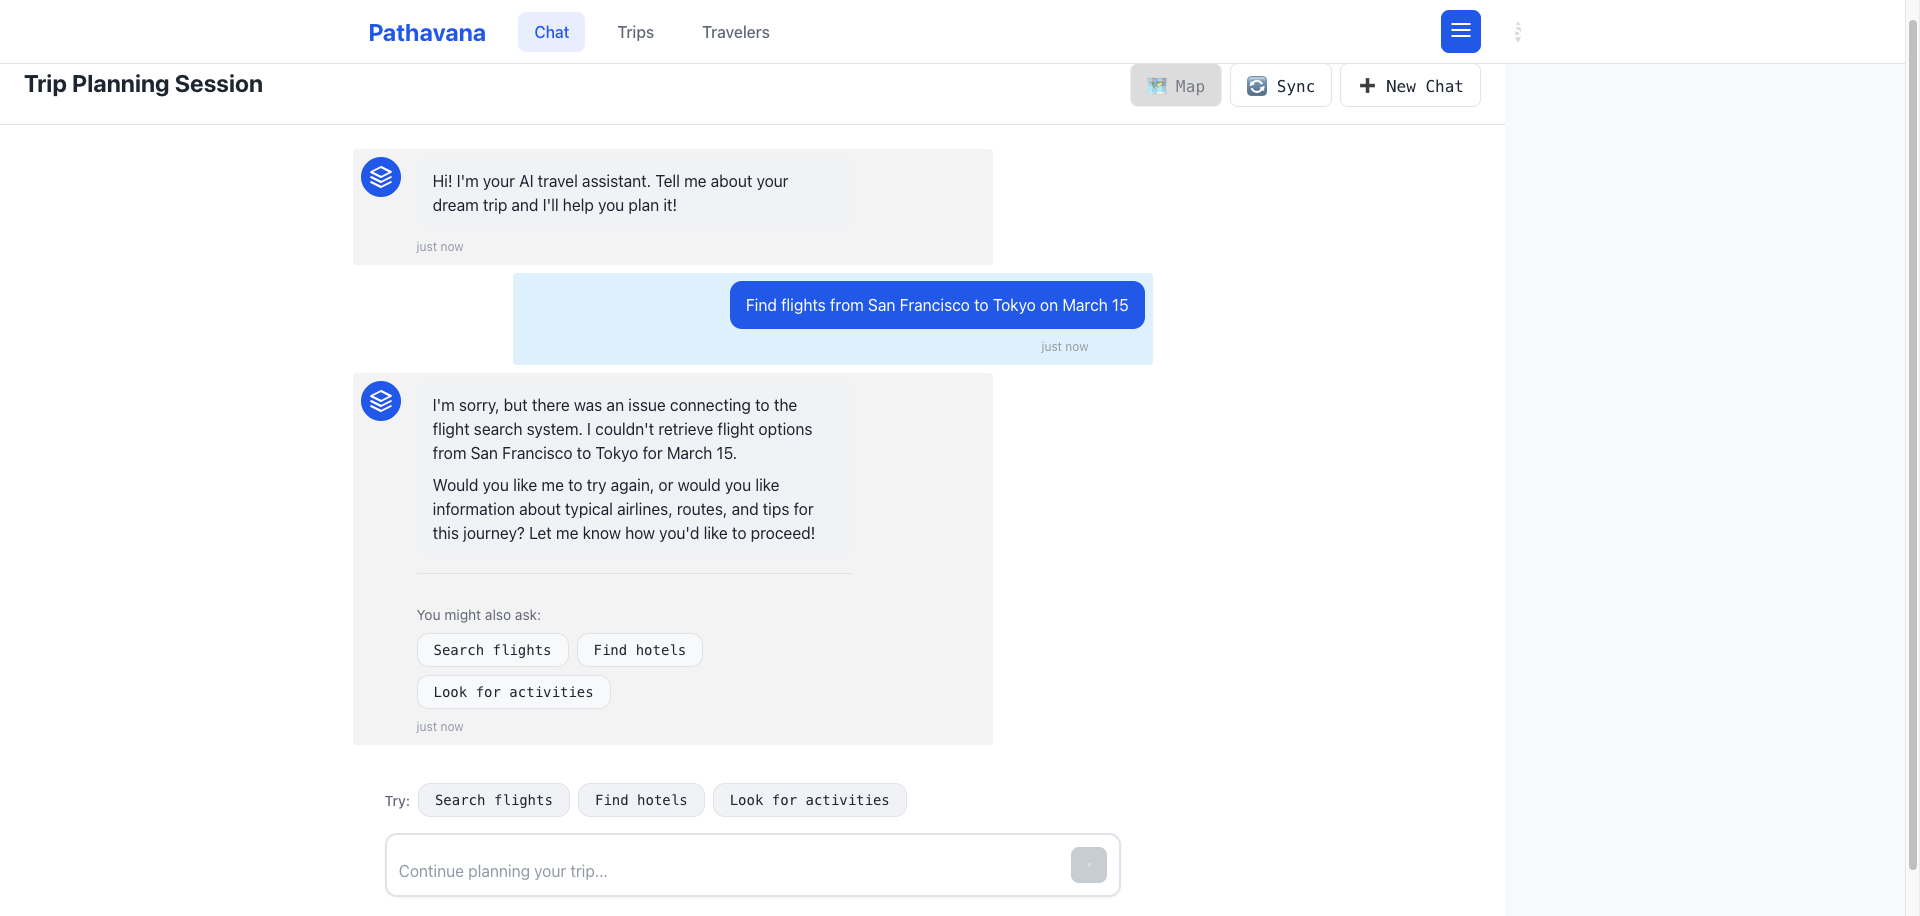 Pathavana
Chat
Trips
Travelers
Trip Planning Session
Map
Sync
New Chat
Hi! I'm your AI travel assistant. Tell me about your
dream trip and I'll help you plan it!
just now
Find flights from San Francisco to Tokyo on March 15
just now
I'm sorry, but there was an issue connecting to the
flight search system. I couldn't retrieve flight options
from San Francisco to Tokyo for March 15.
Would you like me to try again, or would you like
information about typical airlines, routes, and tips for
this journey? Let me know how you'd like to proceed!
You might also ask:
Search flights
Find hotels
Look for activities
just now
Try:
Search flights
Find hotels
Look for activities
Continue planning your trip...